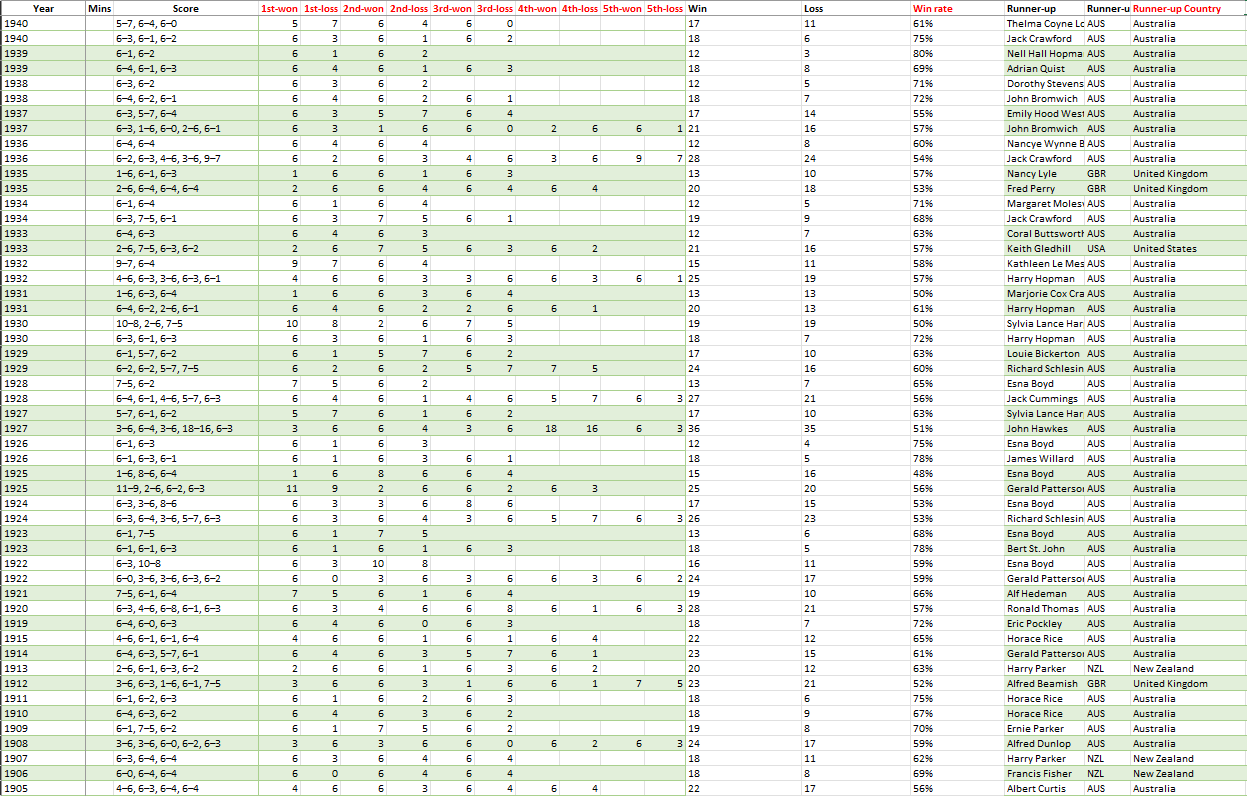 Year Mins Score 1st-won 1st-loss 2nd-won 2nd-loss 3rd-won 3rd-loss 4th-won 4th-loss 5th-won 5th-loss Win Loss Win rate Runner-up Runner-u Runner-up Country
1940 5–7, 6–4, 6–0 5 7 6 4 6 0 17 11 61% Thelma Coyne Lo AUS Australia
1940 6–3, 6–1, 6–2 6 3 6 1 6 2 18 6 75% Jack Crawford AUS Australia
1939 6–1, 6–2 6 1 6 2 12 3 80% Nell Hall Hopma AUS Australia
1939 6–4, 6–1, 6–3 6 4 6 1 6 3 18 8 69% Adrian Quist AUS Australia
1938 6–3, 6–2 6 3 6 2 12 5 71% Dorothy Stevens AUS Australia
1938 6–4, 6–2, 6–1 6 4 6 2 6 1 18 7 72% John Bromwich AUS Australia
1937 6–3, 5–7, 6–4 6 3 5 7 6 4 17 14 55% Emily Hood West AUS Australia
1937 6–3, 1–6, 6–0, 2–6, 6–1 6 3 1 6 6 0 2 6 6 1 21 16 57% John Bromwich AUS Australia
1936 6–4, 6–4 6 4 6 4 12 8 60% Nancye Wynne B AUS Australia
1936 6–2, 6–3, 4–6, 3–6, 9–7 6 2 6 3 4 6 3 6 9 7 28 24 54% Jack Crawford AUS Australia
1935 1–6, 6–1, 6–3 1 6 6 1 6 3 13 10 57% Nancy Lyle GBR United Kingdom
1935 2–6, 6–4, 6–4, 6–4 2 6 6 4 6 4 6 4 20 18 53% Fred Perry GBR United Kingdom
1934 6–1, 6–4 6 1 6 4 12 5 71% Margaret Molesw AUS Australia
1934 6–3, 7–5, 6–1 6 3 7 5 6 1 19 9 68% Jack Crawford AUS Australia
1933 6–4, 6–3 6 4 6 3 12 7 63% Coral Buttsworth AUS Australia
1933 2–6, 7–5, 6–3, 6–2 2 6 7 5 6 3 6 2 21 16 57% Keith Gledhill USA United States
1932 9–7, 6–4 9 7 6 4 15 11 58% Kathleen Le Mes AUS Australia
1932 4–6, 6–3, 3–6, 6–3, 6–1 4 6 6 3 3 6 6 3 6 1 25 19 57% Harry Hopman AUS Australia
1931 1–6, 6–3, 6–4 1 6 6 3 6 4 13 13 50% Marjorie Cox Cra AUS Australia
1931 6–4, 6–2, 2–6, 6–1 6 4 6 2 2 6 6 1 20 13 61% Harry Hopman AUS Australia
1930 10–8, 2–6, 7–5 10 8 2 6 7 5 19 19 50% Sylvia Lance Har AUS Australia
1930 6–3, 6–1, 6–3 6 3 6 1 6 3 18 7 72% Harry Hopman AUS Australia
1929 6–1, 5–7, 6–2 6 1 5 7 6 2 17 10 63% Louie Bickerton AUS Australia
1929 6–2, 6–2, 5–7, 7–5 6 2 6 2 5 7 7 5 24 16 60% Richard Schlesin AUS Australia
1928 7–5, 6–2 7 5 6 2 13 7 65% Esna Boyd AUS Australia
1928 6–4, 6–1, 4–6, 5–7, 6–3 6 4 6 1 4 6 5 7 6 3 27 21 56% Jack Cummings AUS Australia
1927 5–7, 6–1, 6–2 5 7 6 1 6 2 17 10 63% Sylvia Lance Har AUS Australia
1927 3–6, 6–4, 3–6, 18–16, 6–3 3 6 6 4 3 6 18 16 6 3 36 35 51% John Hawkes AUS Australia
1926 6–1, 6–3 6 1 6 3 12 4 75% Esna Boyd AUS Australia
1926 6–1, 6–3, 6–1 6 1 6 3 6 1 18 5 78% James Willard AUS Australia
1925 1–6, 8–6, 6–4 1 6 8 6 6 4 15 16 48% Esna Boyd AUS Australia
1925 11–9, 2–6, 6–2, 6–3 11 9 2 6 6 2 6 3 25 20 56% Gerald Patterson AUS Australia
1924 6–3, 3–6, 8–6 6 3 3 6 8 6 17 15 53% Esna Boyd AUS Australia
1924 6–3, 6–4, 3–6, 5–7, 6–3 6 3 6 4 3 6 5 7 6 3 26 23 53% Richard Schlesin AUS Australia
1923 6–1, 7–5 6 1 7 5 13 6 68% Esna Boyd AUS Australia
1923 6–1, 6–1, 6–3 6 1 6 1 6 3 18 5 78% Bert St. John AUS Australia
1922 6–3, 10–8 6 3 10 8 16 11 59% Esna Boyd AUS Australia
1922 6–0, 3–6, 3–6, 6–3, 6–2 6 0 3 6 3 6 6 3 6 2 24 17 59% Gerald Patterson AUS Australia
1921 7–5, 6–1, 6–4 7 5 6 1 6 4 19 10 66% Alf Hedeman AUS Australia
1920 6–3, 4–6, 6–8, 6–1, 6–3 6 3 4 6 6 8 6 1 6 3 28 21 57% Ronald Thomas AUS Australia
1919 6–4, 6–0, 6–3 6 4 6 0 6 3 18 7 72% Eric Pockley AUS Australia
1915 4–6, 6–1, 6–1, 6–4 4 6 6 1 6 1 6 4 22 12 65% Horace Rice AUS Australia
1914 6–4, 6–3, 5–7, 6–1 6 4 6 3 5 7 6 1 23 15 61% Gerald Patterson AUS Australia
1913 2–6, 6–1, 6–3, 6–2 2 6 6 1 6 3 6 2 20 12 63% Harry Parker NZL New Zealand
1912 3–6, 6–3, 1–6, 6–1, 7–5 3 6 6 3 1 6 6 1 7 5 23 21 52% Alfred Beamish GBR United Kingdom
1911 6–1, 6–2, 6–3 6 1 6 2 6 3 18 6 75% Horace Rice AUS Australia
1910 6–4, 6–3, 6–2 6 4 6 3 6 2 18 9 67% Horace Rice AUS Australia
1909 6–1, 7–5, 6–2 6 1 7 5 6 2 19 8 70% Ernie Parker AUS Australia
1908 3–6, 3–6, 6–0, 6–2, 6–3 3 6 3 6 6 0 6 2 6 3 24 17 59% Alfred Dunlop AUS Australia
1907 6–3, 6–4, 6–4 6 3 6 4 6 4 18 11 62% Harry Parker NZL New Zealand
1906 6–0, 6–4, 6–4 6 0 6 4 6 4 18 8 69% Francis Fisher NZL New Zealand
1905 4–6, 6–3, 6–4, 6–4 4 6 6 3 6 4 6 4 22 17 56% Albert Curtis AUS Australia